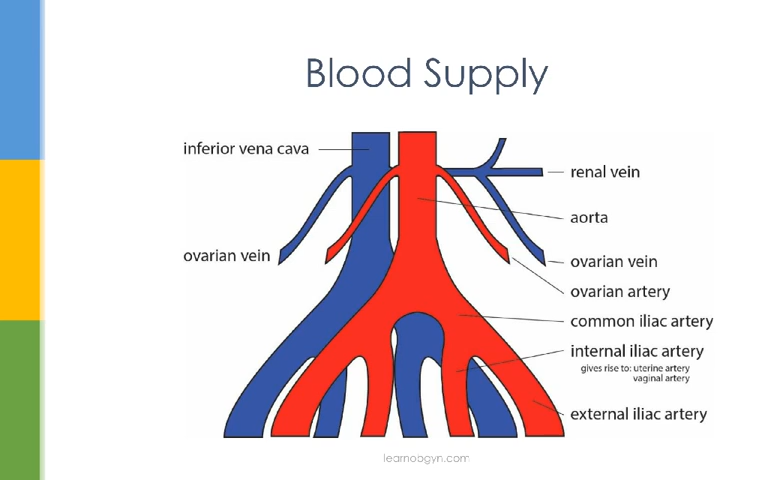 Blood Supply
inferior vena cava
renal vein
aorta
ovarian vein
ovarian vein
ovarian artery
common iliac artery
internal iliac artery
gives rise to: uterine artery
vaginal artery
external iliac artery
learnobgyn.com